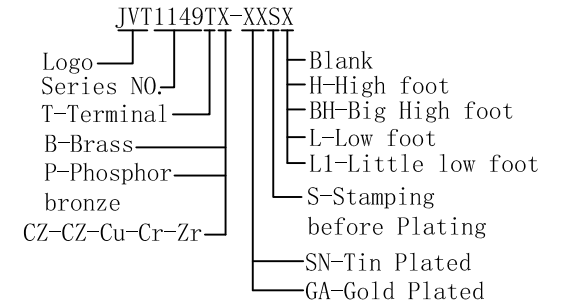 JVT1149TX-XXSX
Logo
Series NO.
T-Terminal
B-Brass
P-Phosphor
bronze
CZ-CZ-Cu-Cr-Zr
Blank
H-High foot
BH-Big High foot
L-Low foot
L1-Little low foot
S-Stamping
before Plating
SN-Tin Plated
GA-Gold Plated